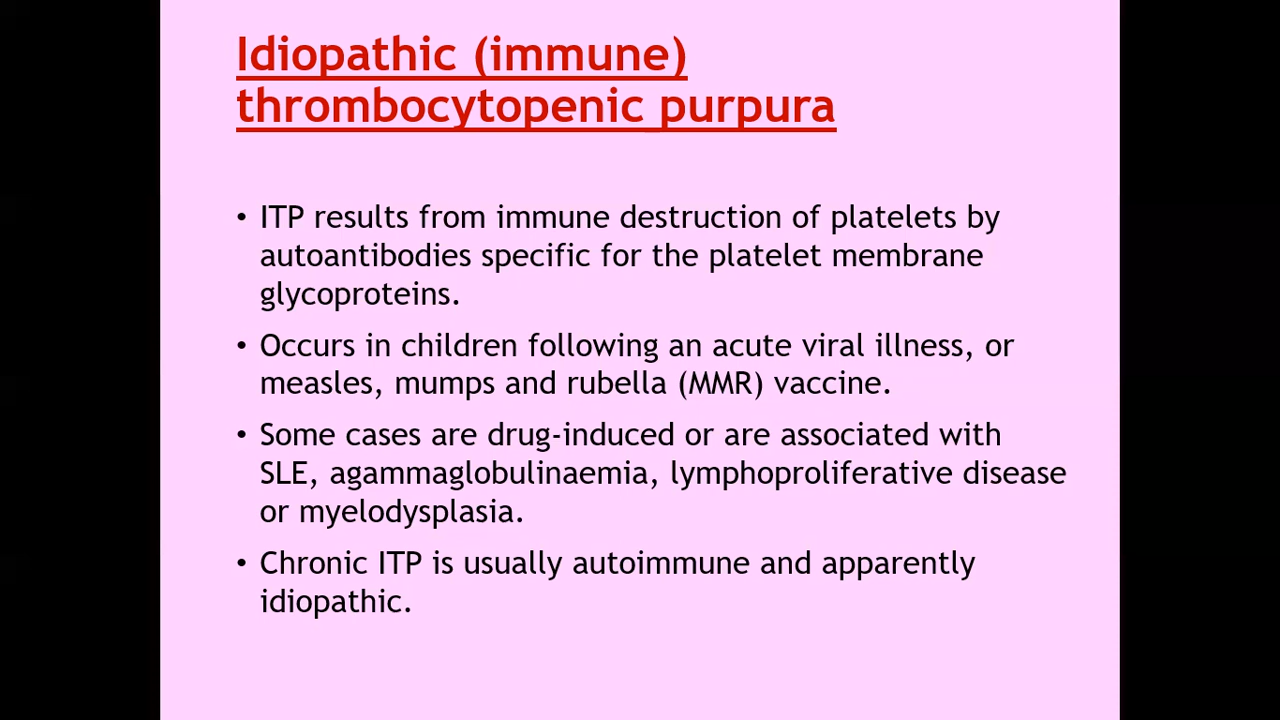 Idiopathic (immune)
thrombocytopenic purpura
• ITP results from immune destruction of platelets by
autoantibodies specific for the platelet membrane
glycoproteins.
• Occurs in children following an acute viral illness, or
measles, mumps and rubella (MMR) vaccine.
• Some cases are drug-induced or are associated with
SLE, agammaglobulinaemia, lymphoproliferative disease
or myelodysplasia.
• Chronic ITP is usually autoimmune and apparently
idiopathic.